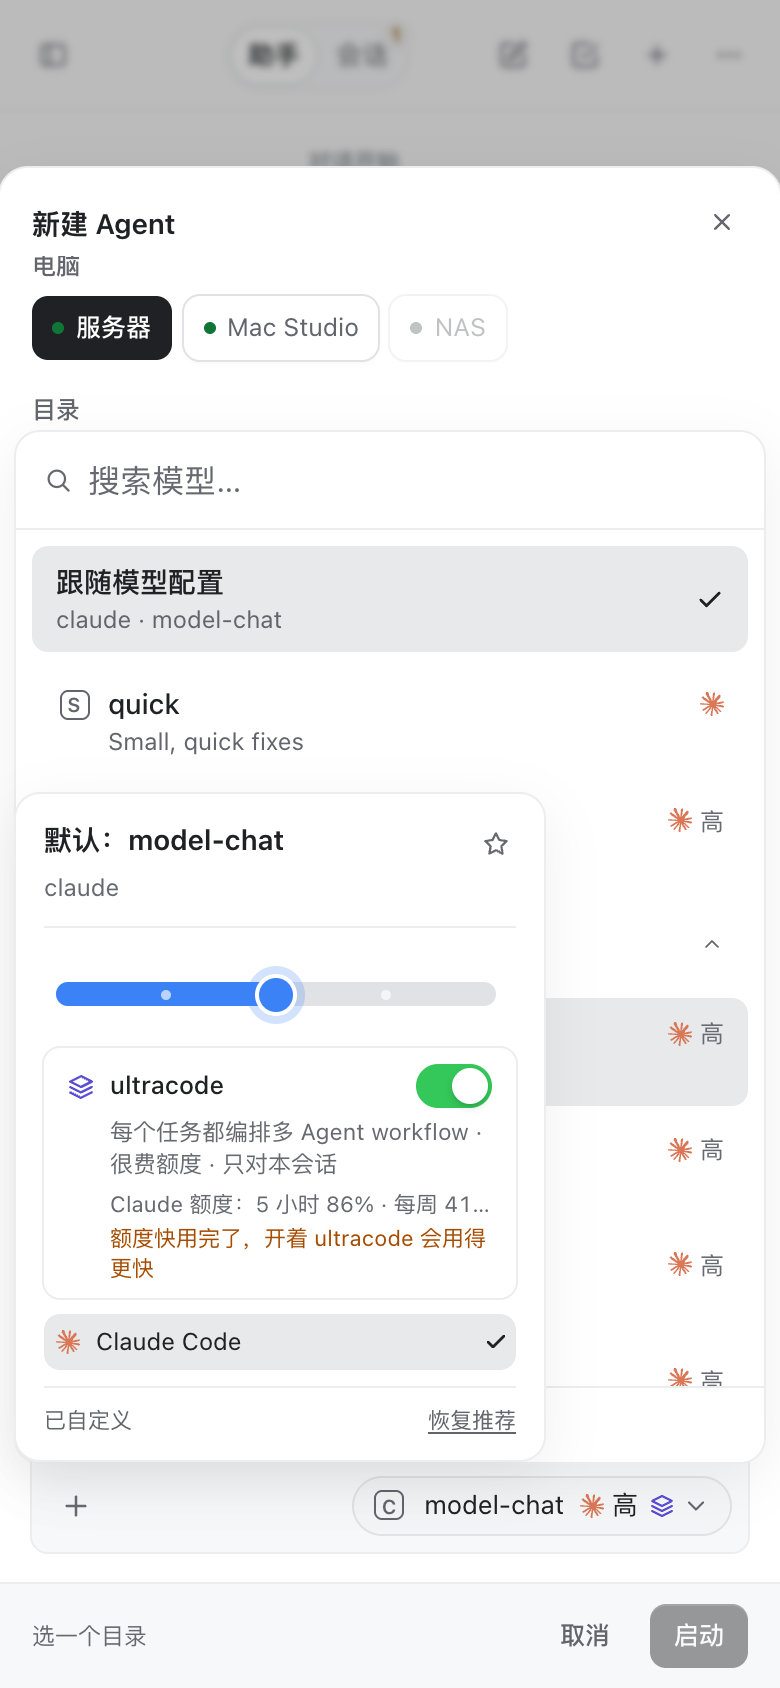 助手
会话
新建 Agent
电脑
服务器
Mac Studio
NAS
目录
搜索模型...
跟随模型配置
claude · model-chat
S
quick
Small, quick fixes
高
默认：model-chat
claude
高
ultracode
每个任务都编排多 Agent workflow ·
很费额度 · 只对本会话
高
Claude 额度：5 小时 86% · 每周 41...
额度快用完了，开着 ultracode 会用得
更快
高
Claude Code
高
已自定义
恢复推荐
C
model-chat
高
选一个目录
取消
启动